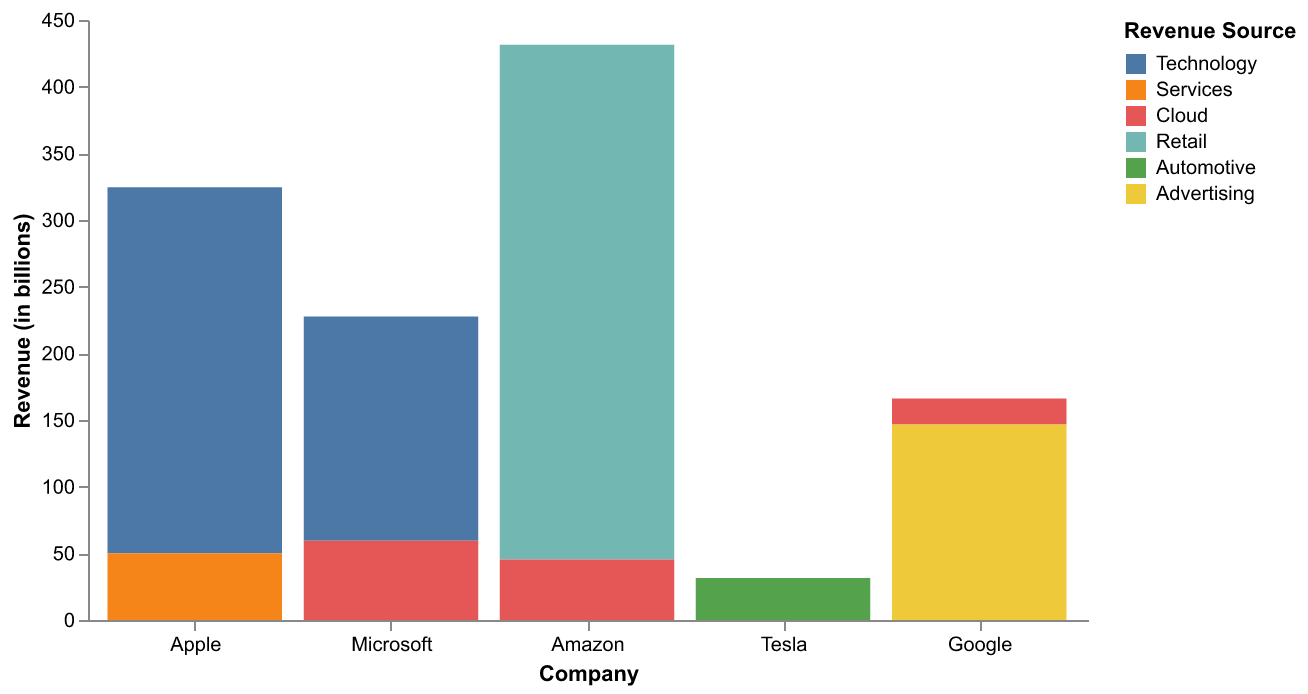 450
400
350
300
250
200
150
100
50
0
Revenue (in billions)
Apple
Microsoft
Amazon
Tesla
Google
Company
Revenue Source
Technology
Services
Cloud
Retail
Automotive
Advertising